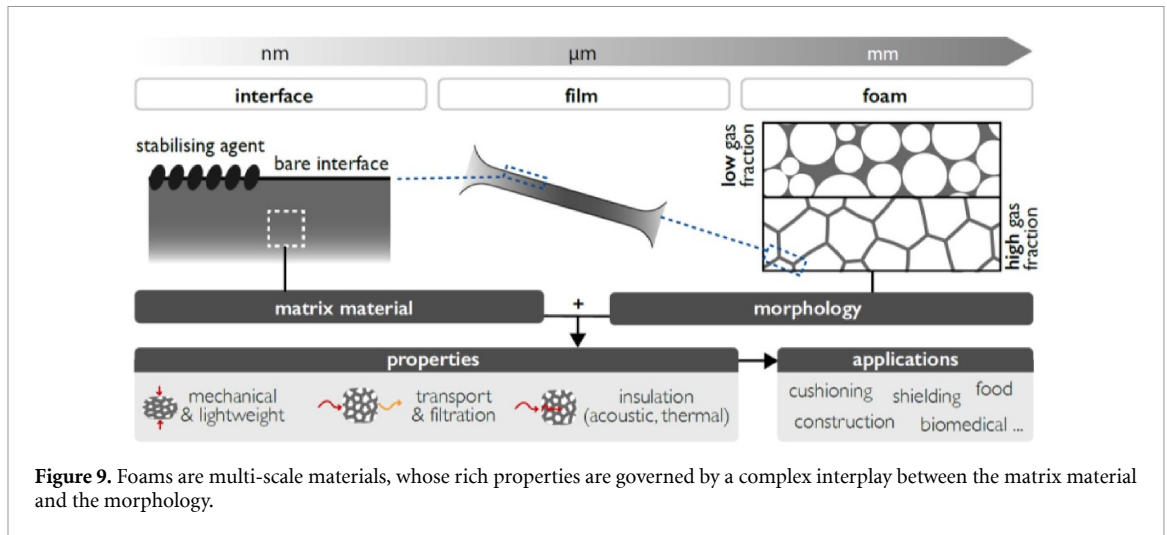 nm μm mm
interface film foam
stabilising agent
bare interface
low gas
fraction
high gas
fraction
matrix material + morphology
properties applications
mechanical
& lightweight
transport
& filtration
insulation
(acoustic, thermal)
cushioning shielding food
construction biomedical ...
Figure 9. Foams are multi-scale materials, whose rich properties are governed by a complex interplay between the matrix material
and the morphology.